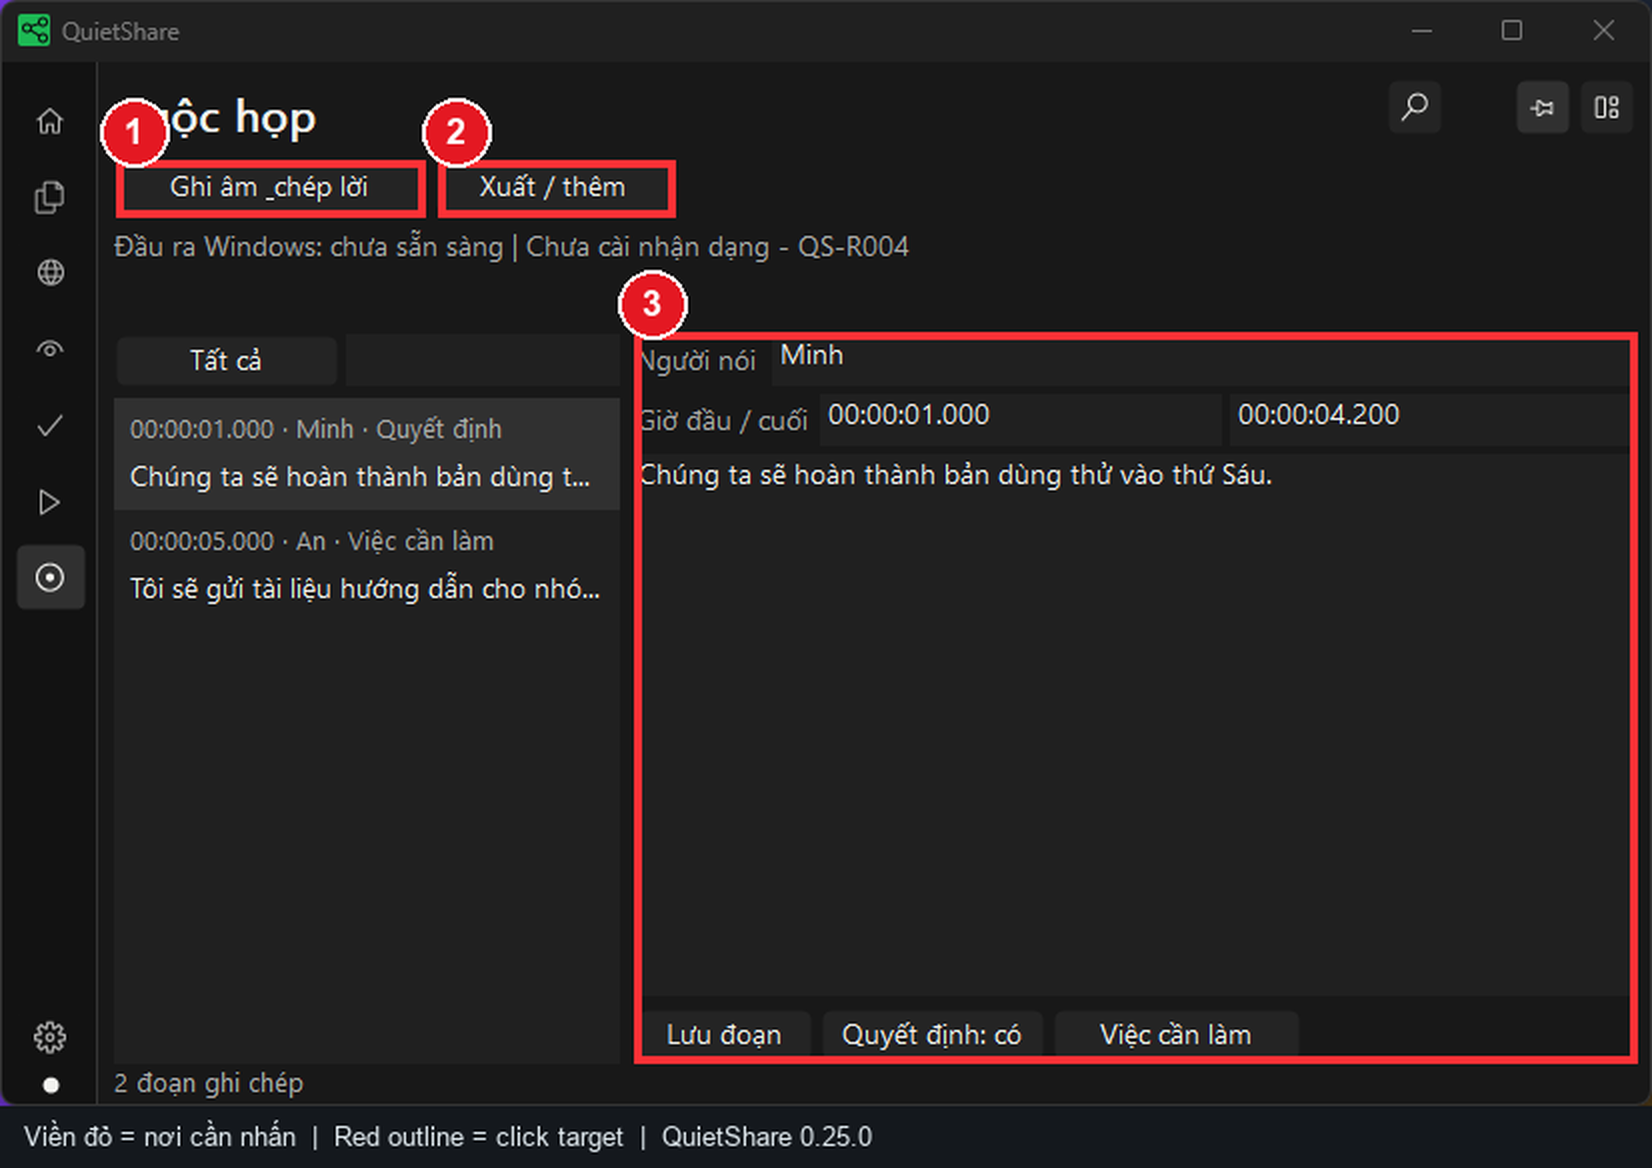 QuietShare
ộc họp
1
2
Ghi âm _chép lời
Xuất / thêm
Đầu ra Windows: chưa sẵn sàng | Chưa cài nhận dạng - QS-R004
3
Tất cả
00:00:01.000 · Minh · Quyết định
Chúng ta sẽ hoàn thành bản dùng t...
00:00:05.000 · An · Việc cần làm
Tôi sẽ gửi tài liệu hướng dẫn cho nhó...
Người nói Minh
Giờ đầu / cuối 00:00:01.000 00:00:04.200
Chúng ta sẽ hoàn thành bản dùng thử vào thứ Sáu.
Lưu đoạn
Quyết định: có
Việc cần làm
2 đoạn ghi chép
Viền đỏ = nơi cần nhấn | Red outline = click target | QuietShare 0.25.0